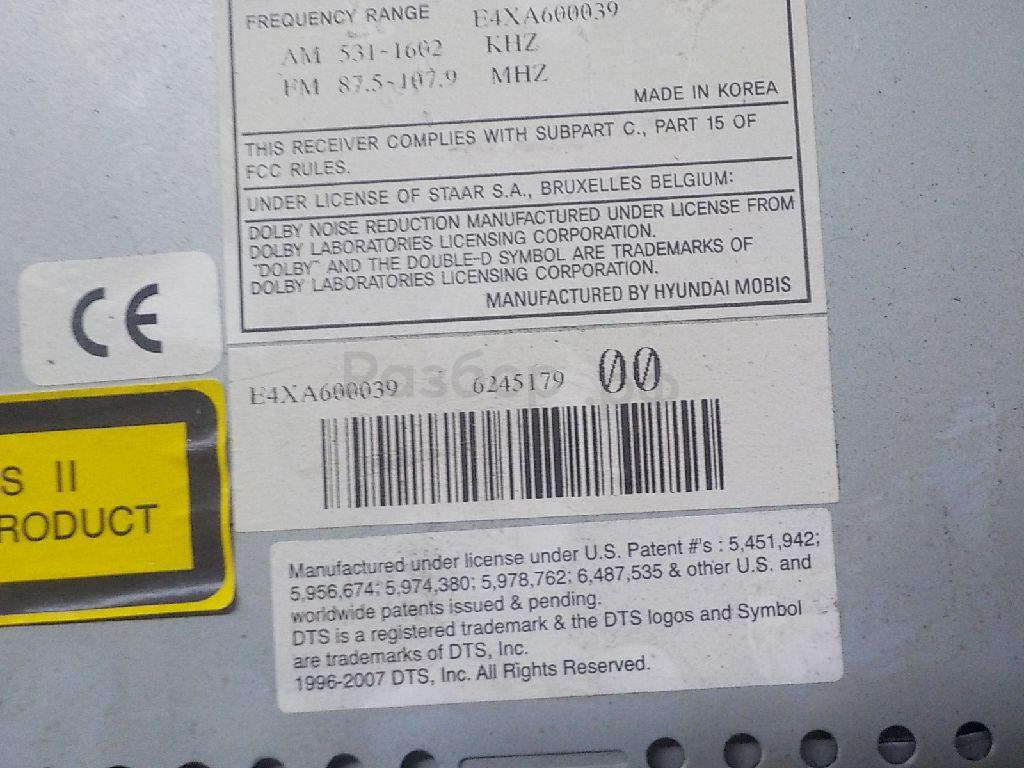 FREQUENCY RANGE E4XA600039
AM 531-1602 KHZ
FM 87.5-107.9 MHZ
MADE IN KOREA
THIS RECEIVER COMPLIES WITH SUBPART C., PART 15 OF
FCC RULES.
UNDER LICENSE OF STAAR S.A., BRUXELLES BELGIUM:
DOLBY NOISE REDUCTION MANUFACTURED UNDER LICENSE FROM
DOLBY LABORATORIES LICENSING CORPORATION.
"DOLBY" AND THE DOUBLE-D SYMBOL ARE TRADEMARKS OF
DOLBY LABORATORIES LICENSING CORPORATION.
MANUFACTURED BY HYUNDAI MOBIS
CE
E4XA600039 6245179 00
S II
RODUCT
Manufactured under license under U.S. Patent #'s : 5,451,942;
5,956,674; 5,974,380; 5,978,762; 6,487,535 & other U.S. and
worldwide patents issued & pending.
DTS is a registered trademark & the DTS logos and Symbol
are trademarks of DTS, Inc.
1996-2007 DTS, Inc. All Rights Reserved.